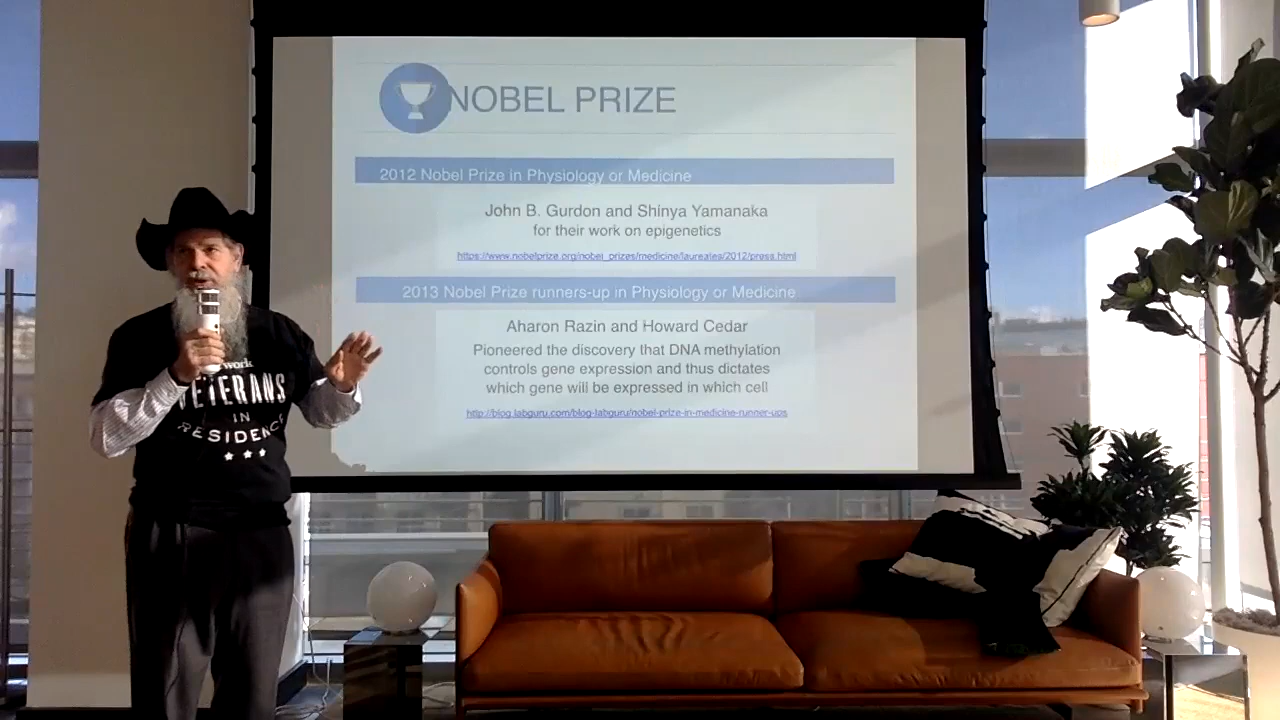 NOBEL PRIZE
2012 Nobel Prize in Physiology or Medicine
John B. Gurdon and Shinya Yamanaka
for their work on epigenetics
https://www.nobelprize.org/nobel_prizes/medicine/laureates/2012/press.html
2013 Nobel Prize runners-up in Physiology or Medicine
Aharon Razin and Howard Cedar
Pioneered the discovery that DNA methylation
controls gene expression and thus dictates
which gene will be expressed in which cell
http://blog.labguru.com/blog-labguru/nobel-prize-in-medicine-runner-ups
work
VETERANS
IN
RESIDENCE